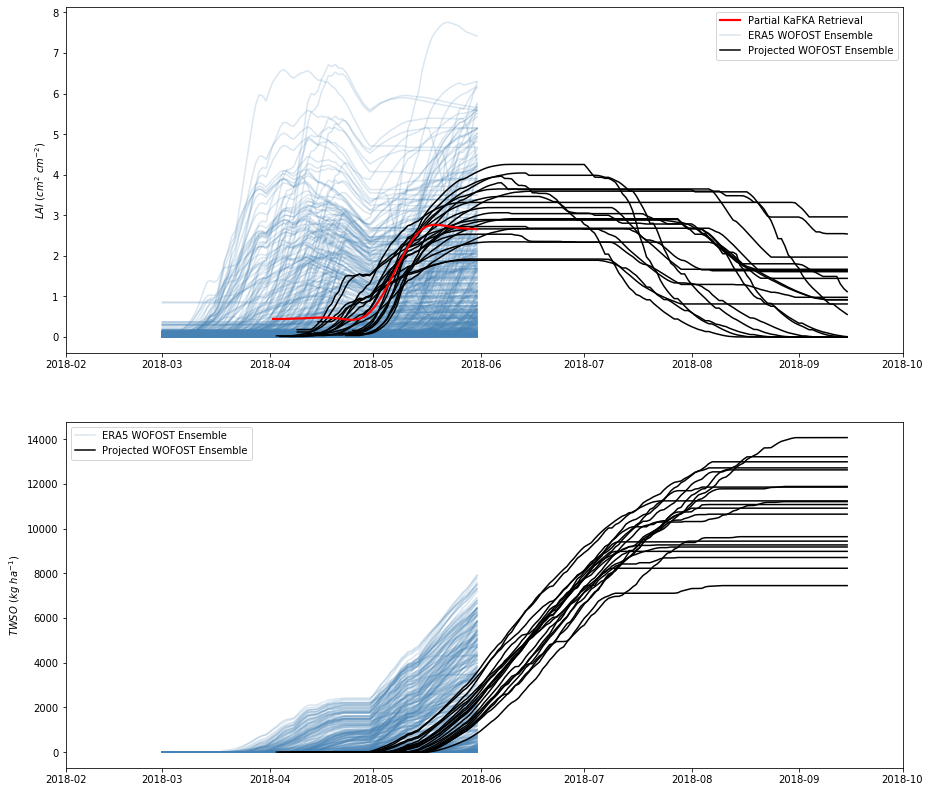 8
7
6
5
4
3
2
1
0
LAI (cm² cm⁻²)
Partial KaFKA Retrieval
ERA5 WOFOST Ensemble
Projected WOFOST Ensemble
2018-02 2018-03 2018-04 2018-05 2018-06 2018-07 2018-08 2018-09 2018-10
14000
12000
10000
8000
6000
4000
2000
0
TWSO (kg ha⁻¹)
ERA5 WOFOST Ensemble
Projected WOFOST Ensemble
2018-02 2018-03 2018-04 2018-05 2018-06 2018-07 2018-08 2018-09 2018-10